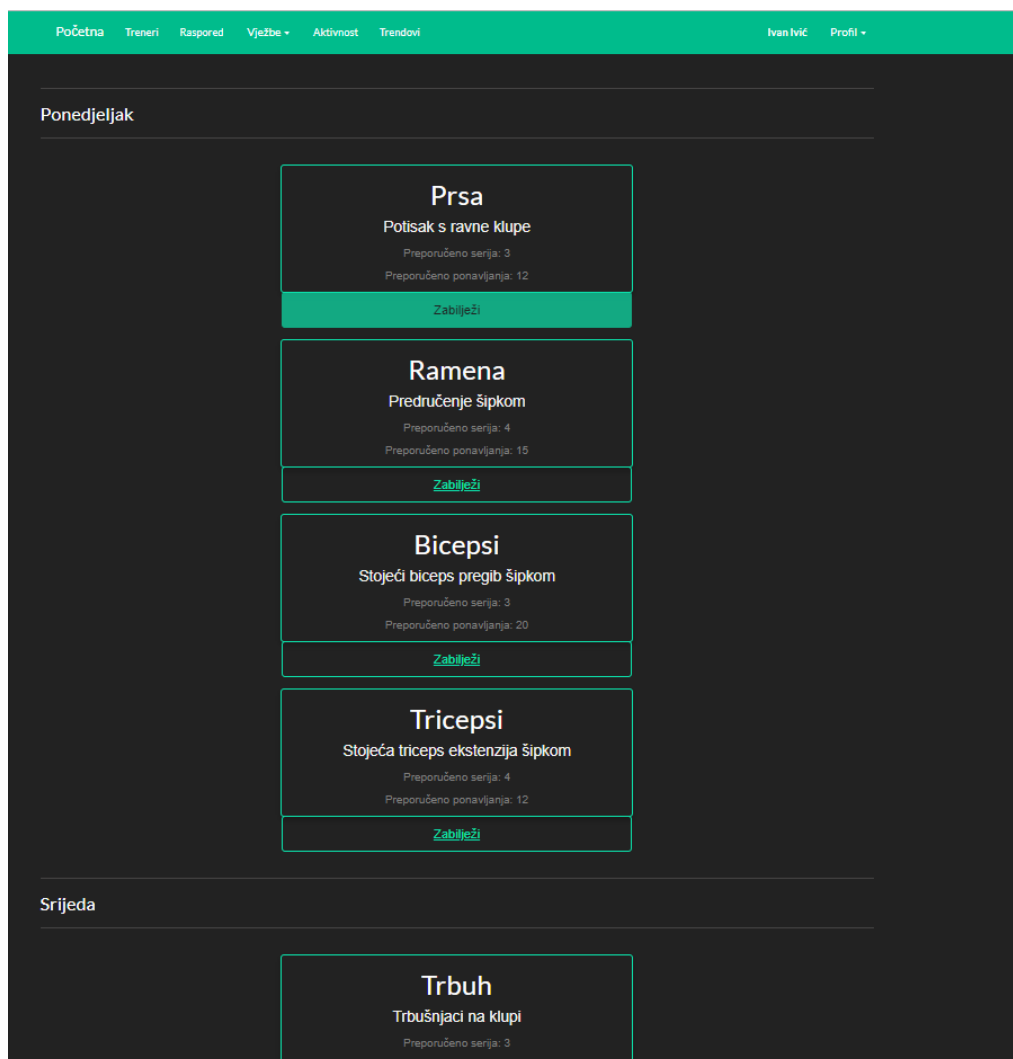 Početna Treneri Raspored Vježbe Aktivnost Trendovi Ivan Ivić Profil
Ponedjeljak
Prsa
Potisak s ravne klupe
Preporučeno serija: 3
Preporučeno ponavljanja: 12
Zabilježi
Ramena
Predručenje šipkom
Preporučeno serija: 4
Preporučeno ponavljanja: 15
Zabilježi
Bicepsi
Stojeći biceps pregib šipkom
Preporučeno serija: 3
Preporučeno ponavljanja: 20
Zabilježi
Tricepsi
Stojeća triceps ekstenzija šipkom
Preporučeno serija: 4
Preporučeno ponavljanja: 12
Zabilježi
Srijeda
Trbuh
Trbušnjaci na klupi
Preporučeno serija: 3